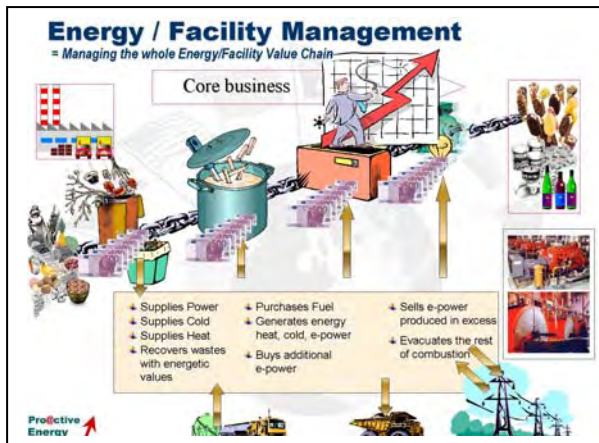 Energy / Facility Management
= Managing the whole Energy/Facility Value Chain
Core business
Supplies Power
Supplies Cold
Supplies Heat
Recovers wastes
with energetic
values
Purchases Fuel
Generates energy
heat, cold, e-power
Buys additional
e-power
Sells e-power
produced in excess
Evacuates the rest
of combustion
Pro@ctive
Energy